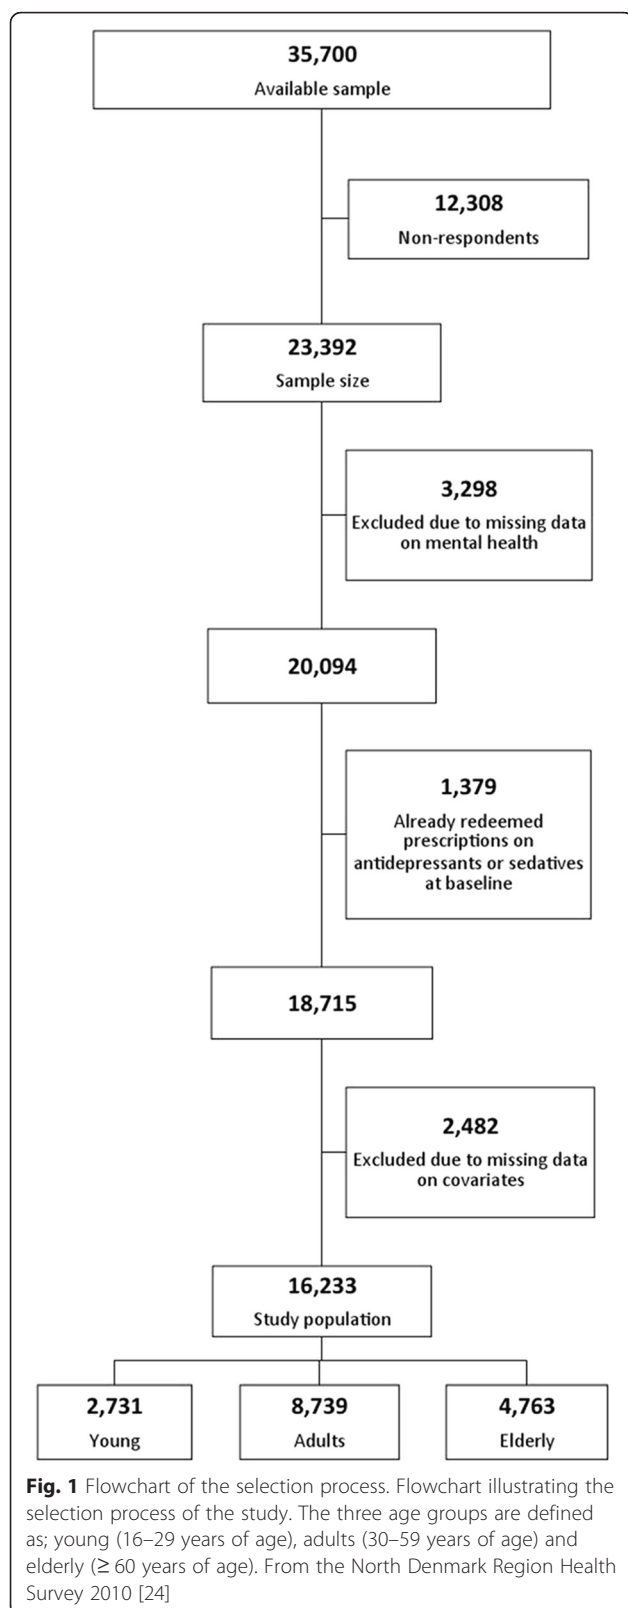 35,700
Available sample
12,308
Non-respondents
23,392
Sample size
3,298
Excluded due to missing data
on mental health
20,094
1,379
Already redeemed
prescriptions on
antidepressants or sedatives
at baseline
18,715
2,482
Excluded due to missing data
on covariates
16,233
Study population
2,731
Young
8,739
Adults
4,763
Elderly
Fig. 1 Flowchart of the selection process. Flowchart illustrating the
selection process of the study. The three age groups are defined
as; young (16–29 years of age), adults (30–59 years of age) and
elderly (≥ 60 years of age). From the North Denmark Region Health
Survey 2010 [24]